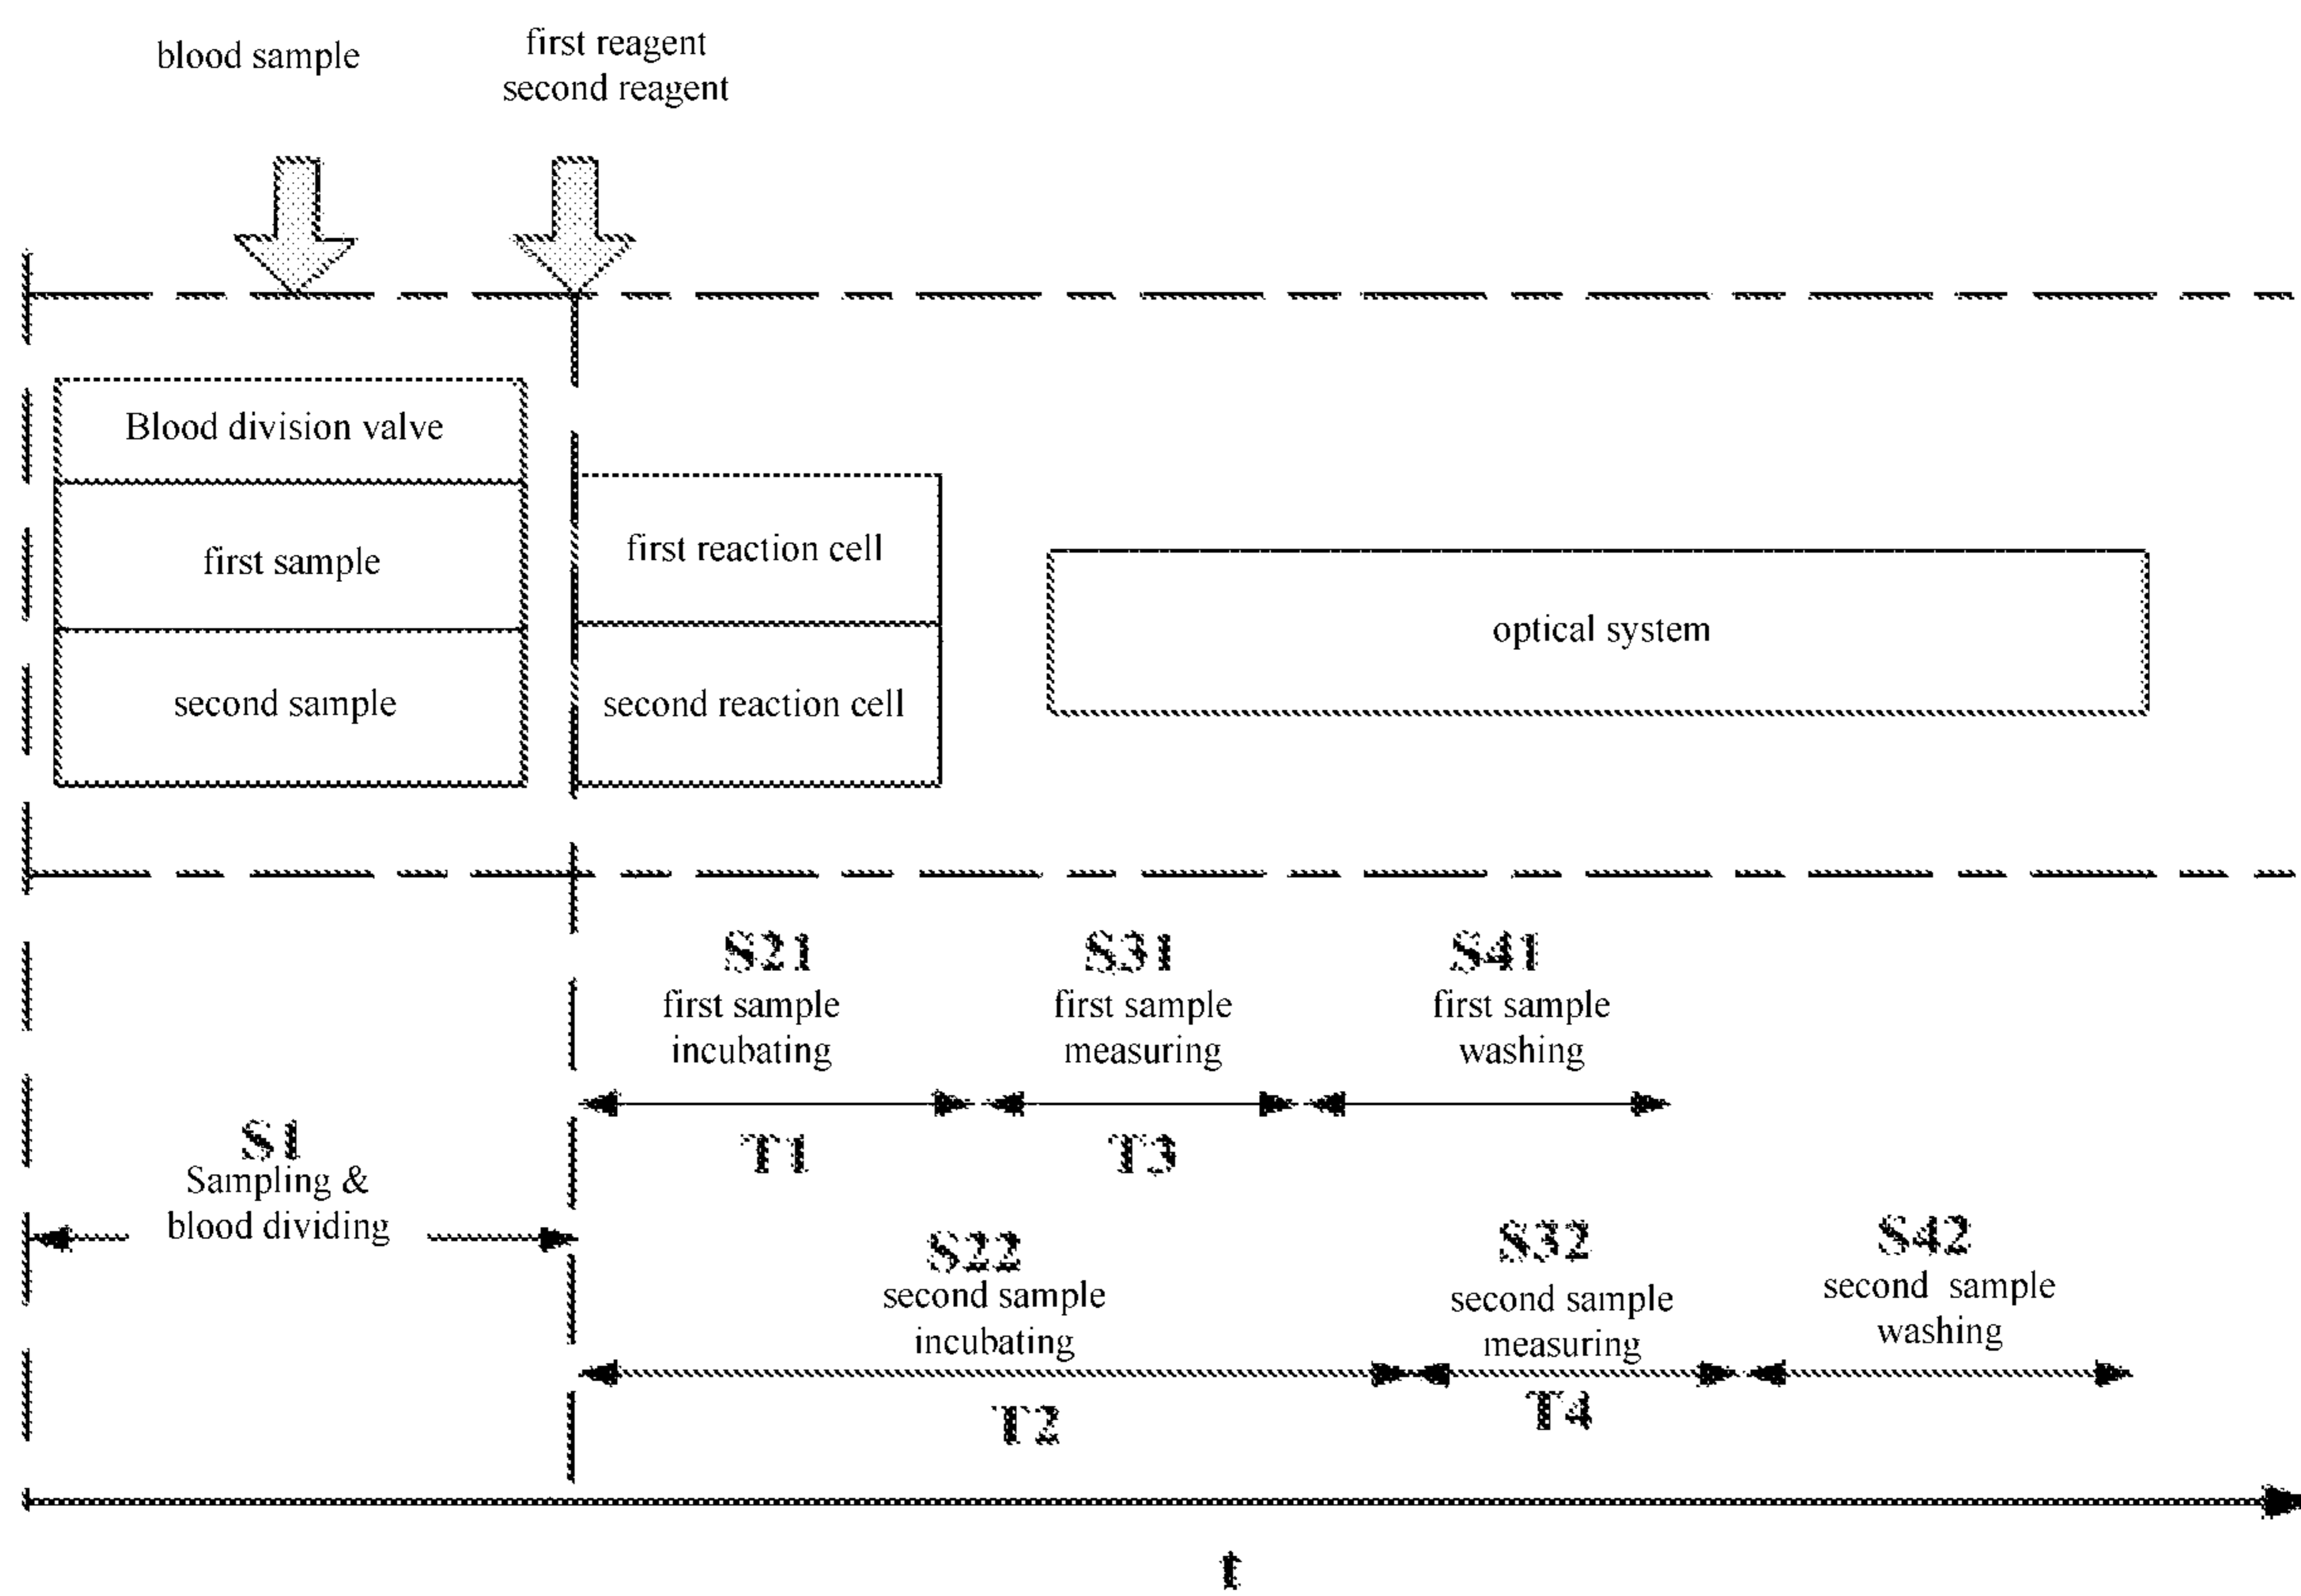 blood sample
first reagent
second reagent
Blood division valve
first sample
second sample
first reaction cell
second reaction cell
optical system
S21
first sample
incubating
T1
S31
first sample
measuring
T3
S41
first sample
washing
S1
Sampling &
blood dividing
S22
second sample
incubating
T2
S32
second sample
measuring
T4
S42
second sample
washing
t